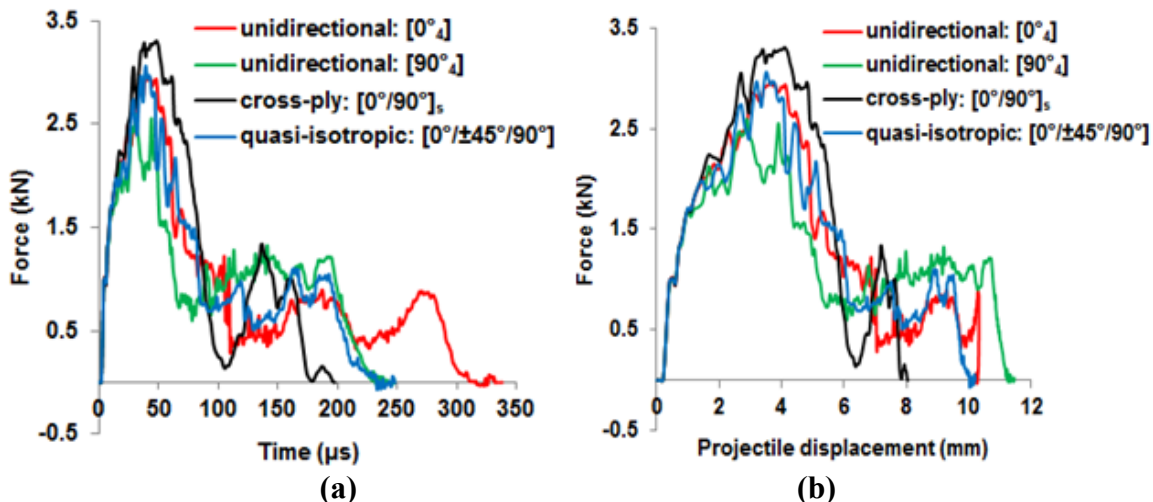 3.5
2.5
1.5
0.5
-0.5
Force (kN)
unidirectional: [0°₄]
unidirectional: [90°₄]
cross-ply: [0°/90°]ₛ
quasi-isotropic: [0°/±45°/90°]
0 50 100 150 200 250 300 350
Time (µs)
(a)
3.5
2.5
1.5
0.5
-0.5
Force (kN)
unidirectional: [0°₄]
unidirectional: [90°₄]
cross-ply: [0°/90°]ₛ
quasi-isotropic: [0°/±45°/90°]
0 2 4 6 8 10 12
Projectile displacement (mm)
(b)